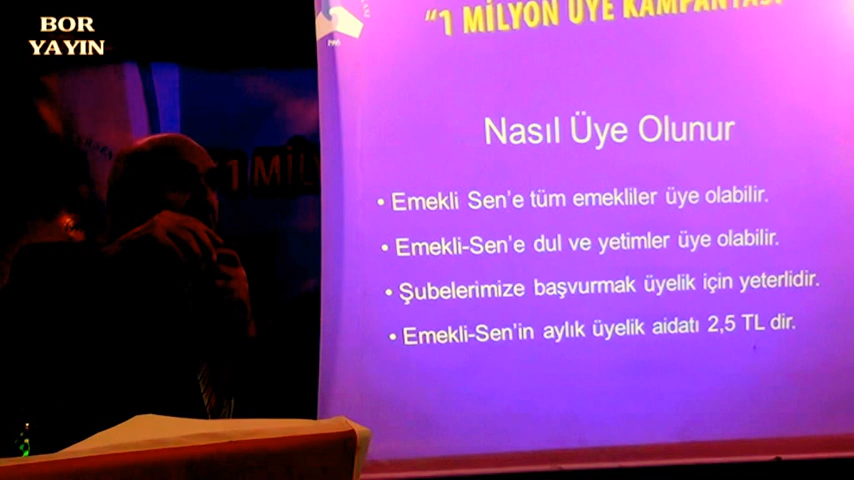 BOR
YAYIN
"1 MİLYON ÜYE KAMPANYASI
1995
1 MİLY
Nasıl Üye Olunur
• Emekli Sen'e tüm emekliler üye olabilir.
• Emekli-Sen'e dul ve yetimler üye olabilir.
• Şubelerimize başvurmak üyelik için yeterlidir.
• Emekli-Sen'in aylık üyelik aidatı 2,5 TL dir.